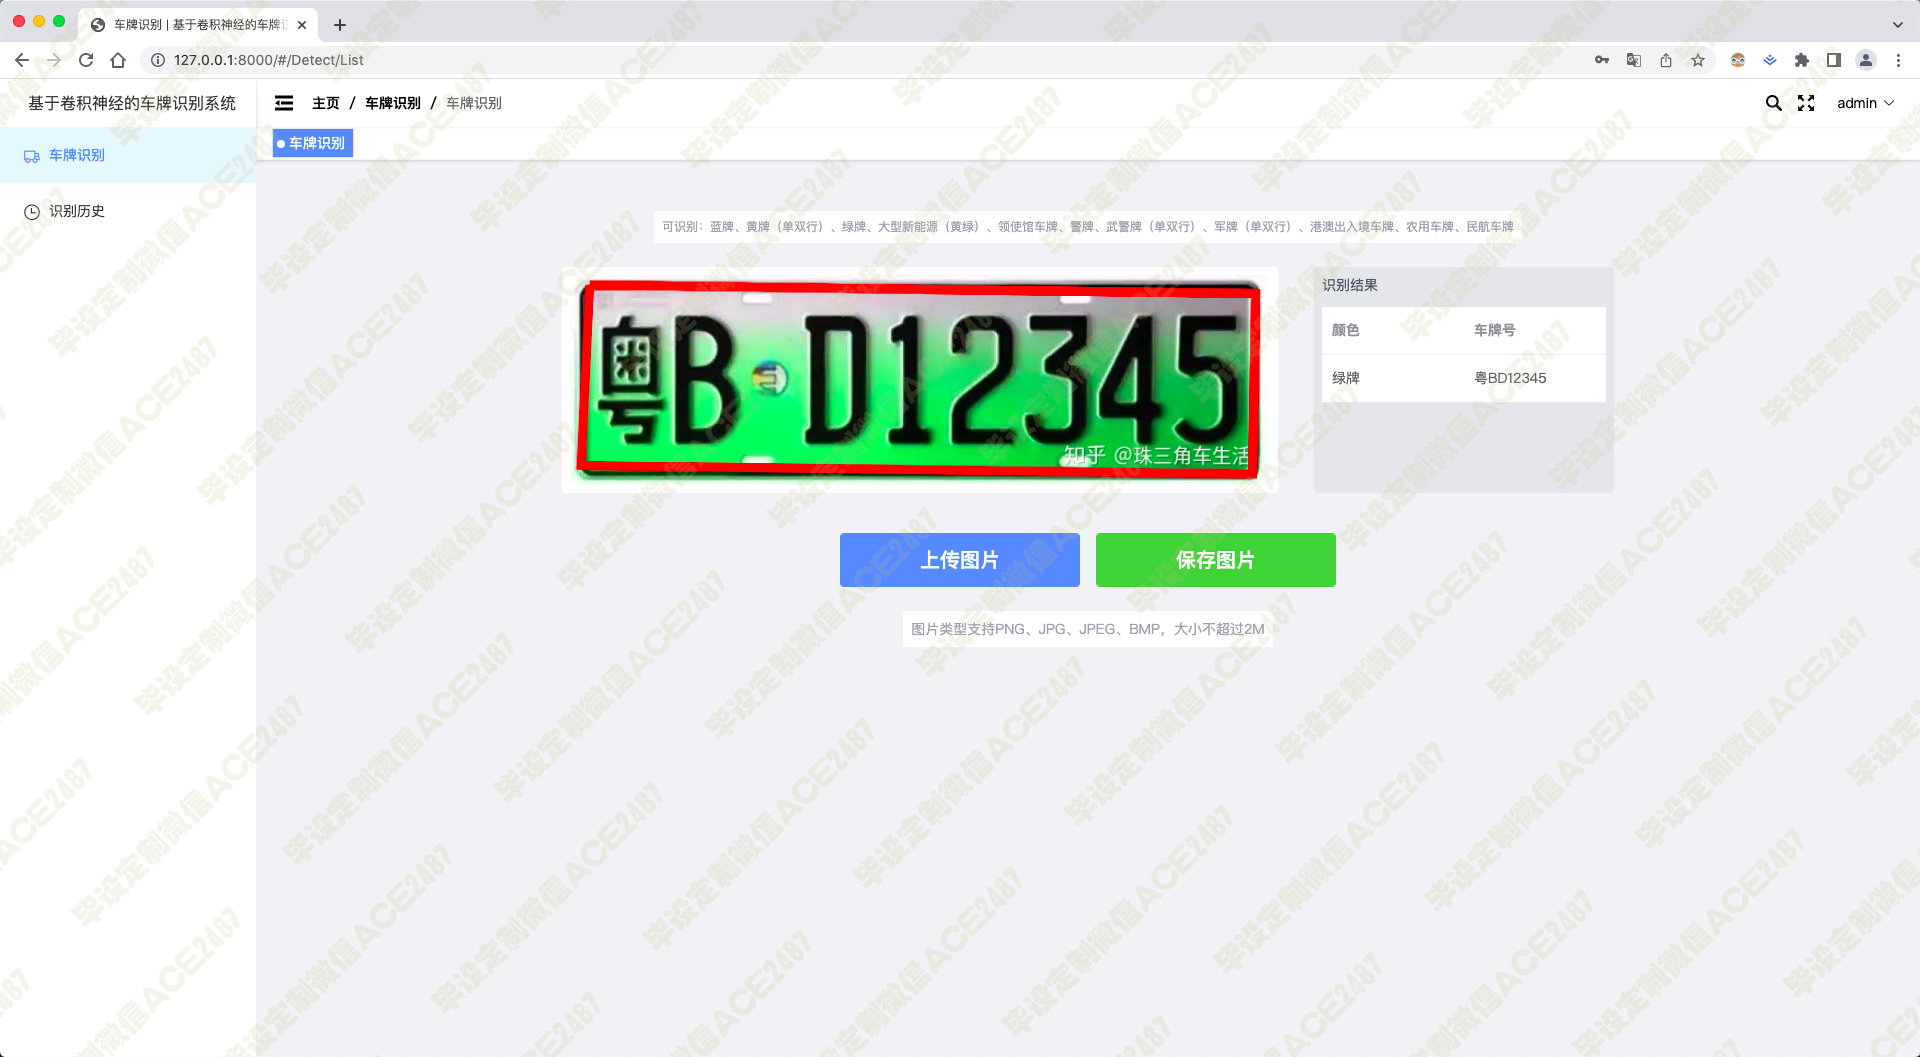 车牌识别 | 基于卷积神经的车牌识
127.0.0.1:8000/#/Detect/List
基于卷积神经的车牌识别系统
主页 / 车牌识别 / 车牌识别
admin
车牌识别
车牌识别
识别历史
可识别：蓝牌、黄牌（单双行）、绿牌、大型新能源（黄绿）、领使馆车牌、警牌、武警牌（单双行）、军牌（单双行）、港澳出入境车牌、农用车牌、民航车牌
粤B D12345
知乎 @珠三角车生活
识别结果
颜色 车牌号
绿牌 粤BD12345
上传图片 保存图片
图片类型支持PNG、JPG、JPEG、BMP，大小不超过2M
毕设定制微信ACE2487